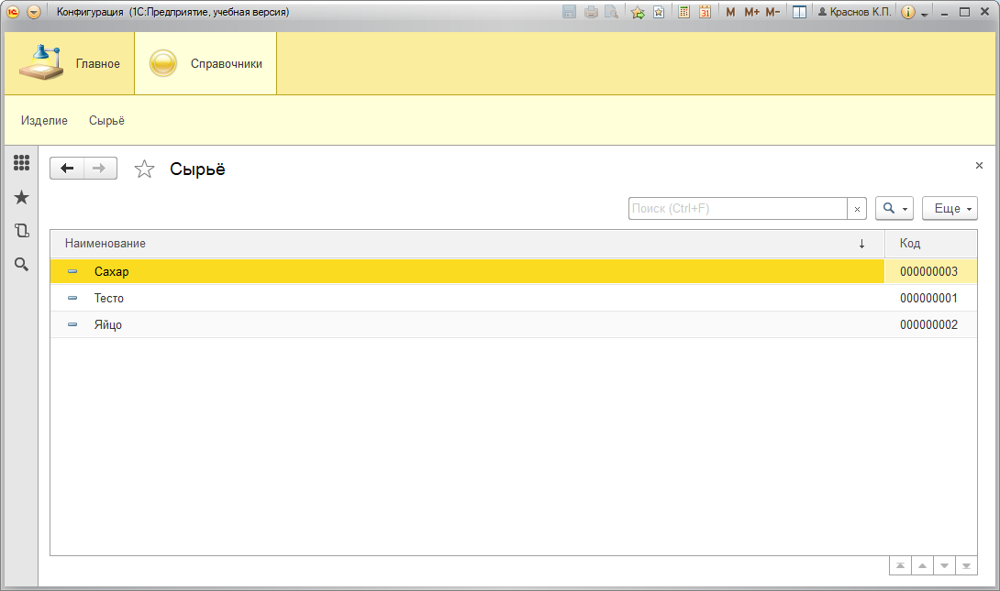 Конфигурация (1С:Предприятие, учебная версия)
31 M M+ M- Краснов К.П.
Главное
Справочники
Изделие Сырьё
Сырьё
Поиск (Ctrl+F)
Еще
Наименование Код
Сахар 000000003
Тесто 000000001
Яйцо 000000002